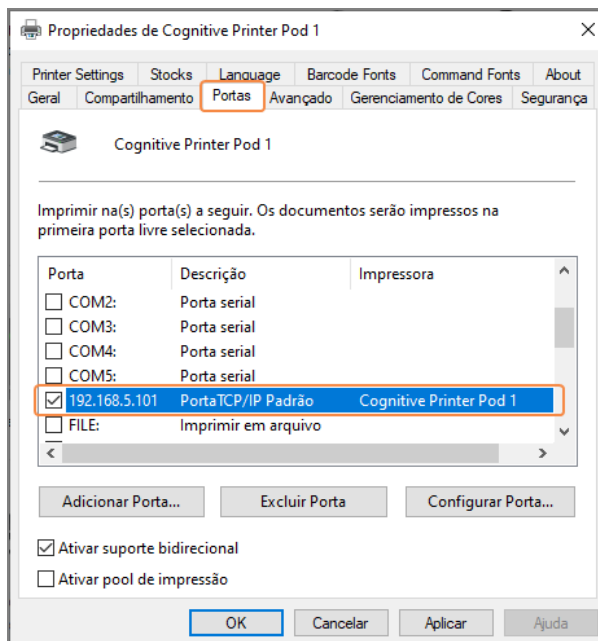 Propriedades de Cognitive Printer Pod 1
Printer Settings Stocks Language Barcode Fonts Command Fonts About
Geral Compartilhamento Portas Avançado Gerenciamento de Cores Segurança
Cognitive Printer Pod 1
Imprimir na(s) porta(s) a seguir. Os documentos serão impressos na
primeira porta livre selecionada.
Porta Descrição Impressora
COM2: Porta serial
COM3: Porta serial
COM4: Porta serial
COM5: Porta serial
192.168.5.101 PortaTCP/IP Padrão Cognitive Printer Pod 1
FILE: Imprimir em arquivo
Adicionar Porta... Excluir Porta Configurar Porta...
Ativar suporte bidirecional
Ativar pool de impressão
OK Cancelar Aplicar Ajuda